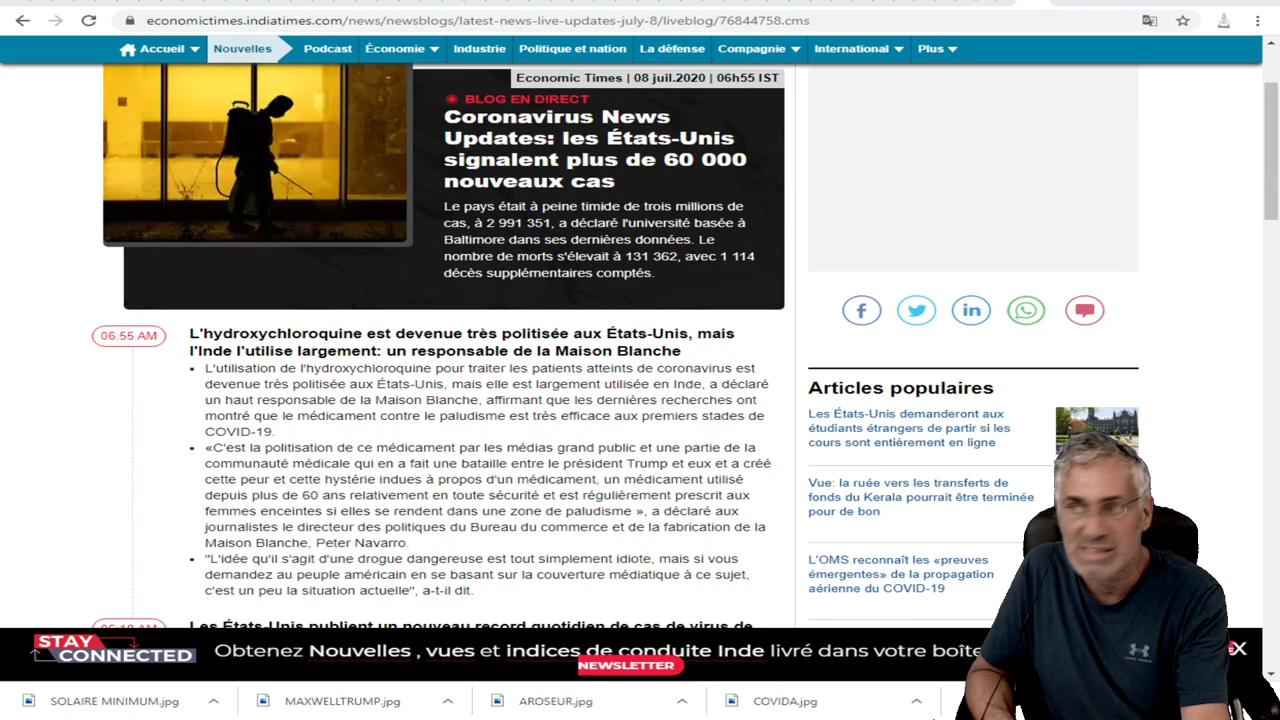 economictimes.indiatimes.com/news/newsblogs/latest-news-live-updates-july-8/liveblog/76844758.cms
Accueil Nouvelles Podcast Économie Industrie Politique et nation La défense Compagnie International Plus
Economic Times | 08 juil.2020 | 06h55 IST
BLOG EN DIRECT
Coronavirus News
Updates: les États-Unis
signalent plus de 60 000
nouveaux cas
Le pays était à peine timide de trois millions de
cas, à 2 991 351, a déclaré l'université basée à
Baltimore dans ses dernières données. Le
nombre de morts s'élevait à 131 362, avec 1 114
décès supplémentaires comptés.
06:55 AM
L'hydroxychloroquine est devenue très politisée aux États-Unis, mais
l'Inde l'utilise largement: un responsable de la Maison Blanche
L'utilisation de l'hydroxychloroquine pour traiter les patients atteints de coronavirus est
devenue très politisée aux États-Unis, mais elle est largement utilisée en Inde, a déclaré
un haut responsable de la Maison Blanche, affirmant que les dernières recherches ont
montré que le médicament contre le paludisme est très efficace aux premiers stades de
COVID-19.
«C'est la politisation de ce médicament par les médias grand public et une partie de la
communauté médicale qui en a fait une bataille entre le président Trump et eux et a créé
cette peur et cette hystérie indues à propos d'un médicament, un médicament utilisé
depuis plus de 60 ans relativement en toute sécurité et est régulièrement prescrit aux
femmes enceintes si elles se rendent dans une zone de paludisme », a déclaré aux
journalistes le directeur des politiques du Bureau du commerce et de la fabrication de la
Maison Blanche, Peter Navarro.
"L'idée qu'il s'agit d'une drogue dangereuse est tout simplement idiote, mais si vous
demandez au peuple américain en se basant sur la couverture médiatique à ce sujet,
c'est un peu la situation actuelle", a-t-il dit.
Les États-Unis publient un nouveau record quotidien de cas de virus de
Articles populaires
Les États-Unis demanderont aux
étudiants étrangers de partir si les
cours sont entièrement en ligne
Vue: la ruée vers les transferts de
fonds du Kerala pourrait être terminée
pour de bon
L'OMS reconnaît les «preuves
émergentes» de la propagation
aérienne du COVID-19
STAY
CONNECTED
Obtenez Nouvelles , vues et indices de conduite Inde livré dans votre boîte
NEWSLETTER
X
UNDER ARMOUR
SOLAIRE MINIMUM.jpg
MAXWELLTRUMP.jpg
AROSEUR.jpg
COVIDA.jpg